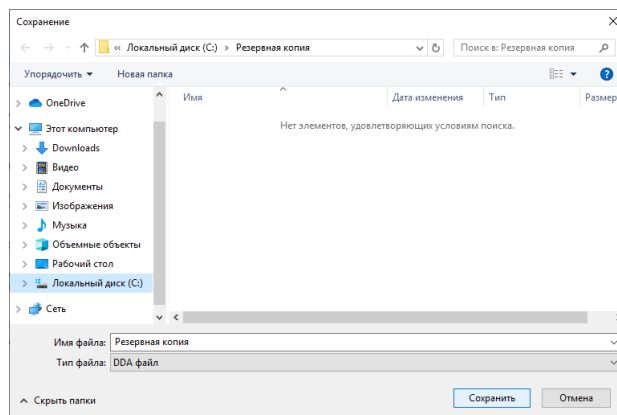 Сохранение
« Локальный диск (C:) › Резервная копия
Поиск в: Резервная копия
Упорядочить
Новая папка
?
OneDrive
Этот компьютер
Downloads
Видео
Документы
Изображения
Музыка
Объемные объекты
Рабочий стол
Локальный диск (C:)
Сеть
Имя
Дата изменения
Тип
Размер
Нет элементов, удовлетворяющих условиям поиска.
Имя файла: Резервная копия
Тип файла: DDA файл
Скрыть папки
Сохранить
Отмена